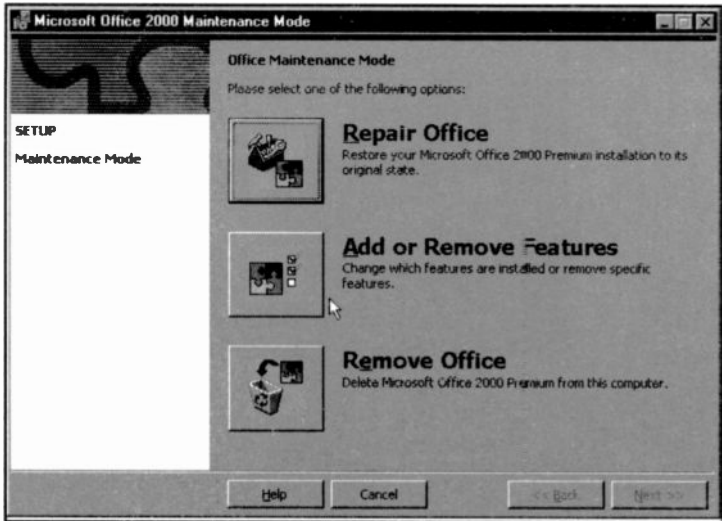 Microsoft Office 2000 Maintenance Mode
Office Maintenance Mode
Please select one of the following options:
SETUP
Maintenance Mode
Repair Office
Restore your Microsoft Office 2000 Premium installation to its
original state.
Add or Remove Features
Change which features are installed or remove specific
features.
Remove Office
Delete Microsoft Office 2000 Premium from this computer.
Help
Cancel
<< Back
Next >>